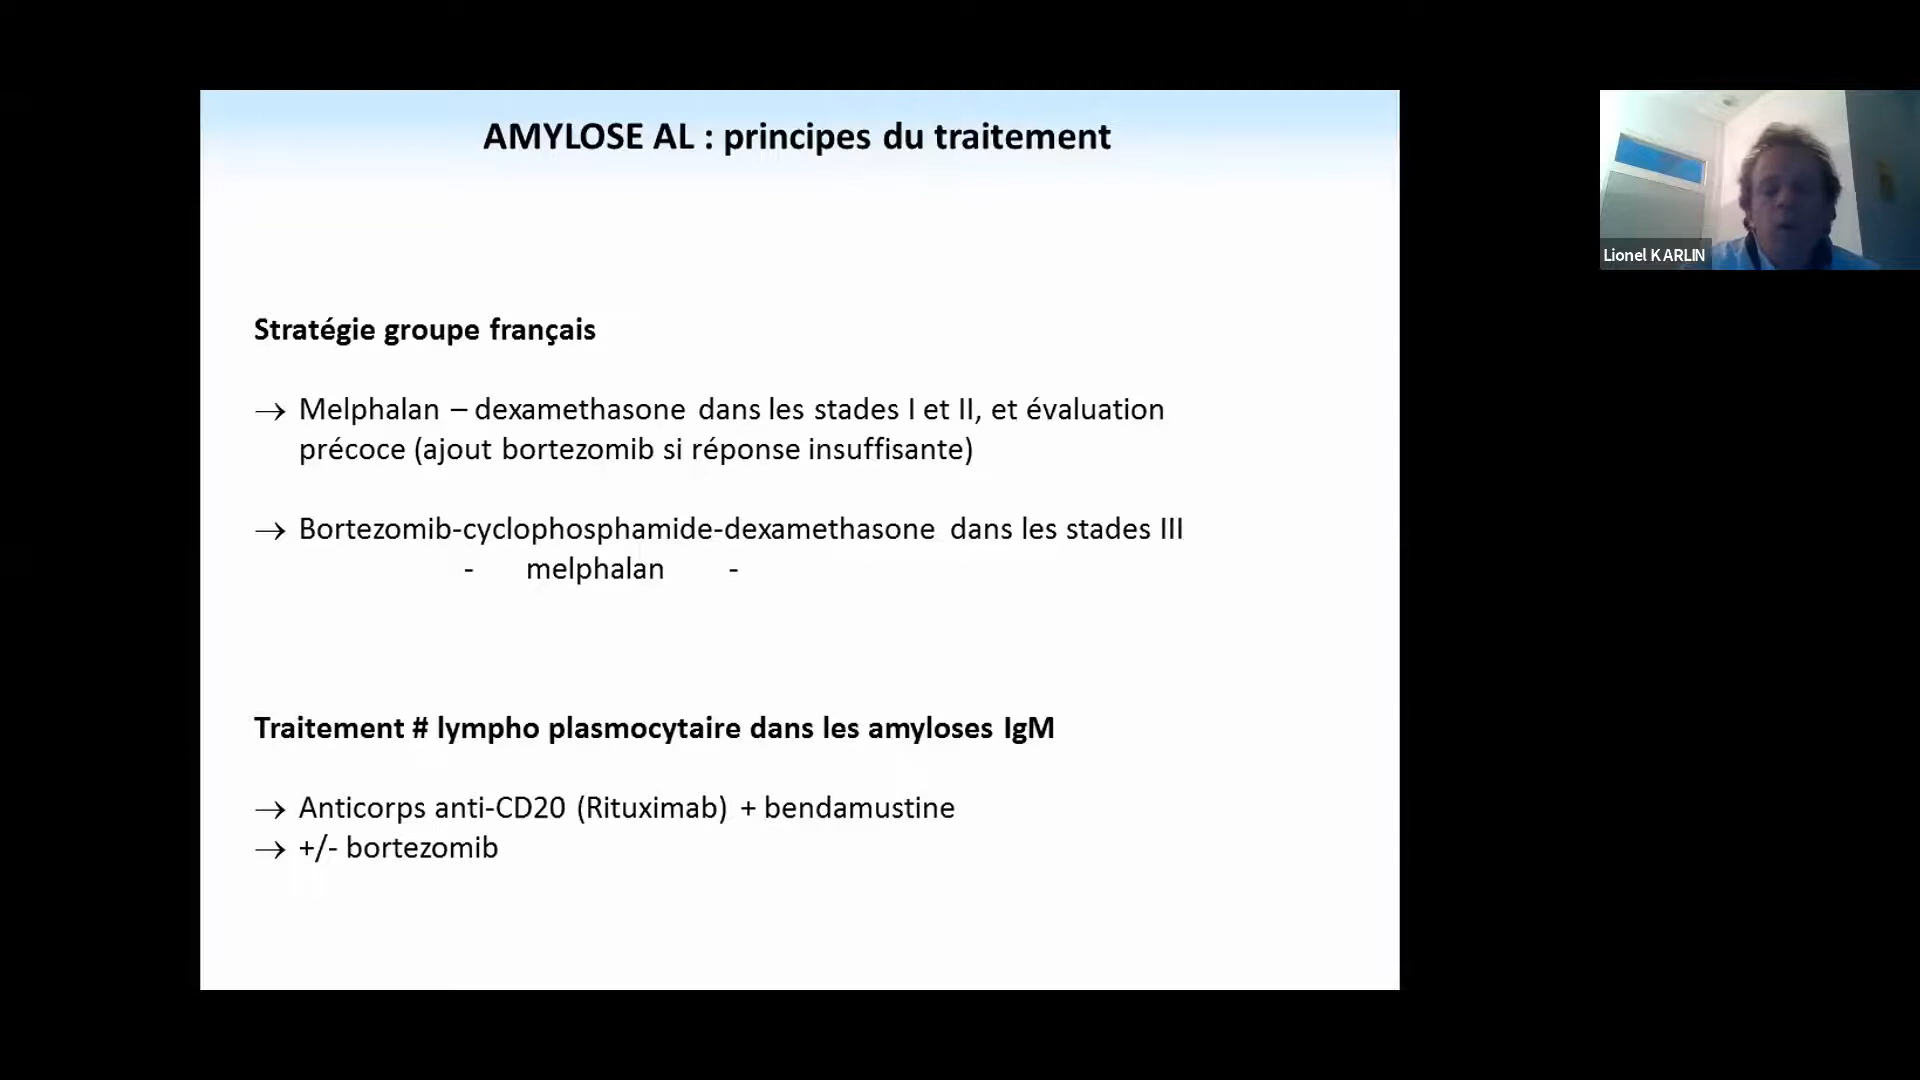 AMYLOSE AL : principes du traitement
Lionel KARLIN
Stratégie groupe français
→ Melphalan – dexamethasone dans les stades I et II, et évaluation
précoce (ajout bortezomib si réponse insuffisante)
→ Bortezomib-cyclophosphamide-dexamethasone dans les stades III
- melphalan -
Traitement # lympho plasmocytaire dans les amyloses IgM
→ Anticorps anti-CD20 (Rituximab) + bendamustine
→ +/- bortezomib